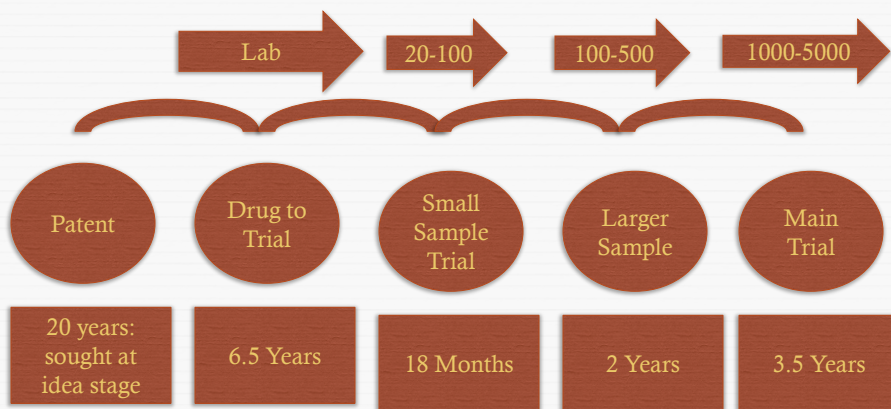 Lab
20-100
100-500
1000-5000
Patent
Drug to
Trial
Small
Sample
Trial
Larger
Sample
Main
Trial
20 years:
sought at
idea stage
6.5 Years
18 Months
2 Years
3.5 Years